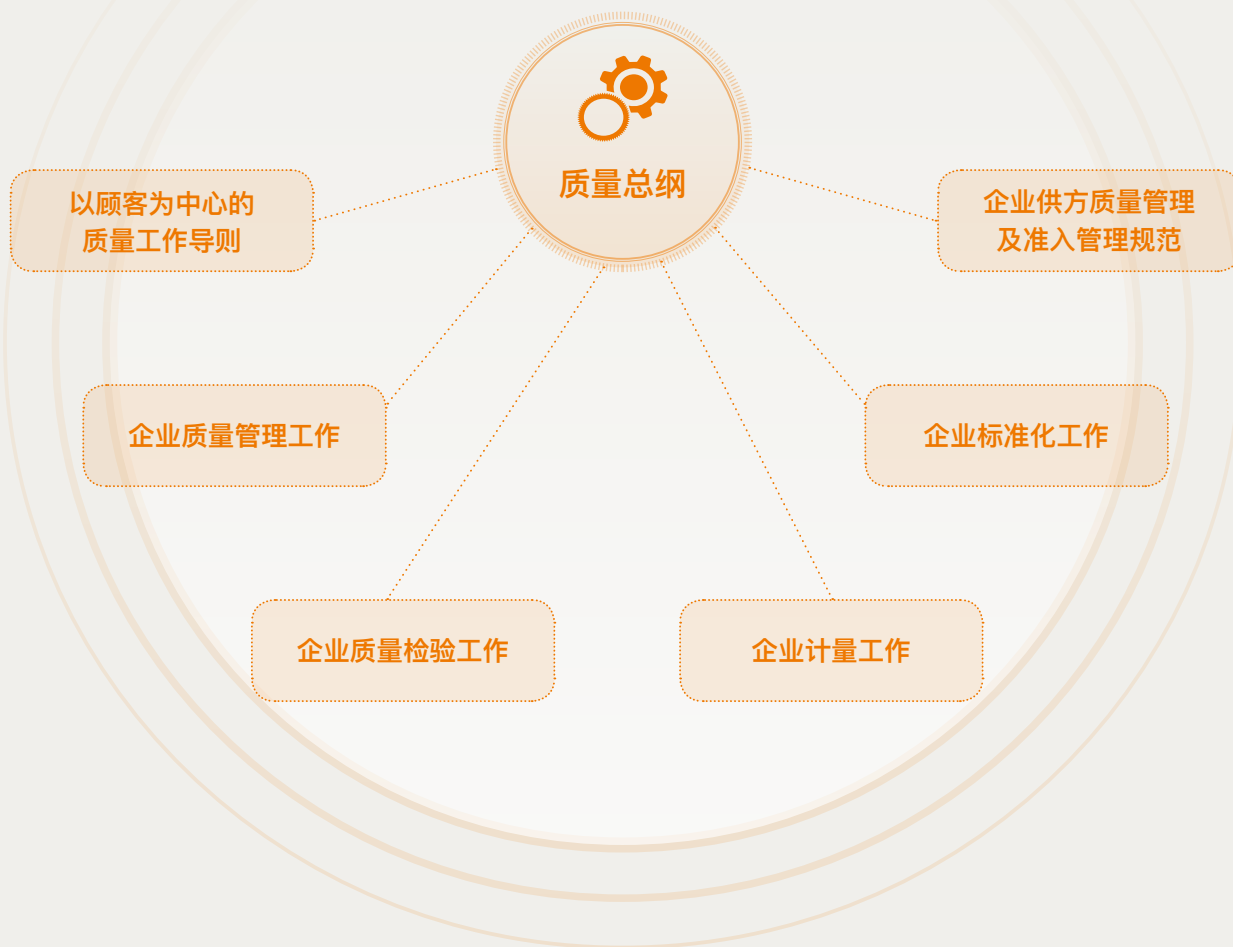 质量总纲
以顾客为中心的
质量工作导则
企业供方质量管理
及准入管理规范
企业质量管理工作
企业标准化工作
企业质量检验工作
企业计量工作